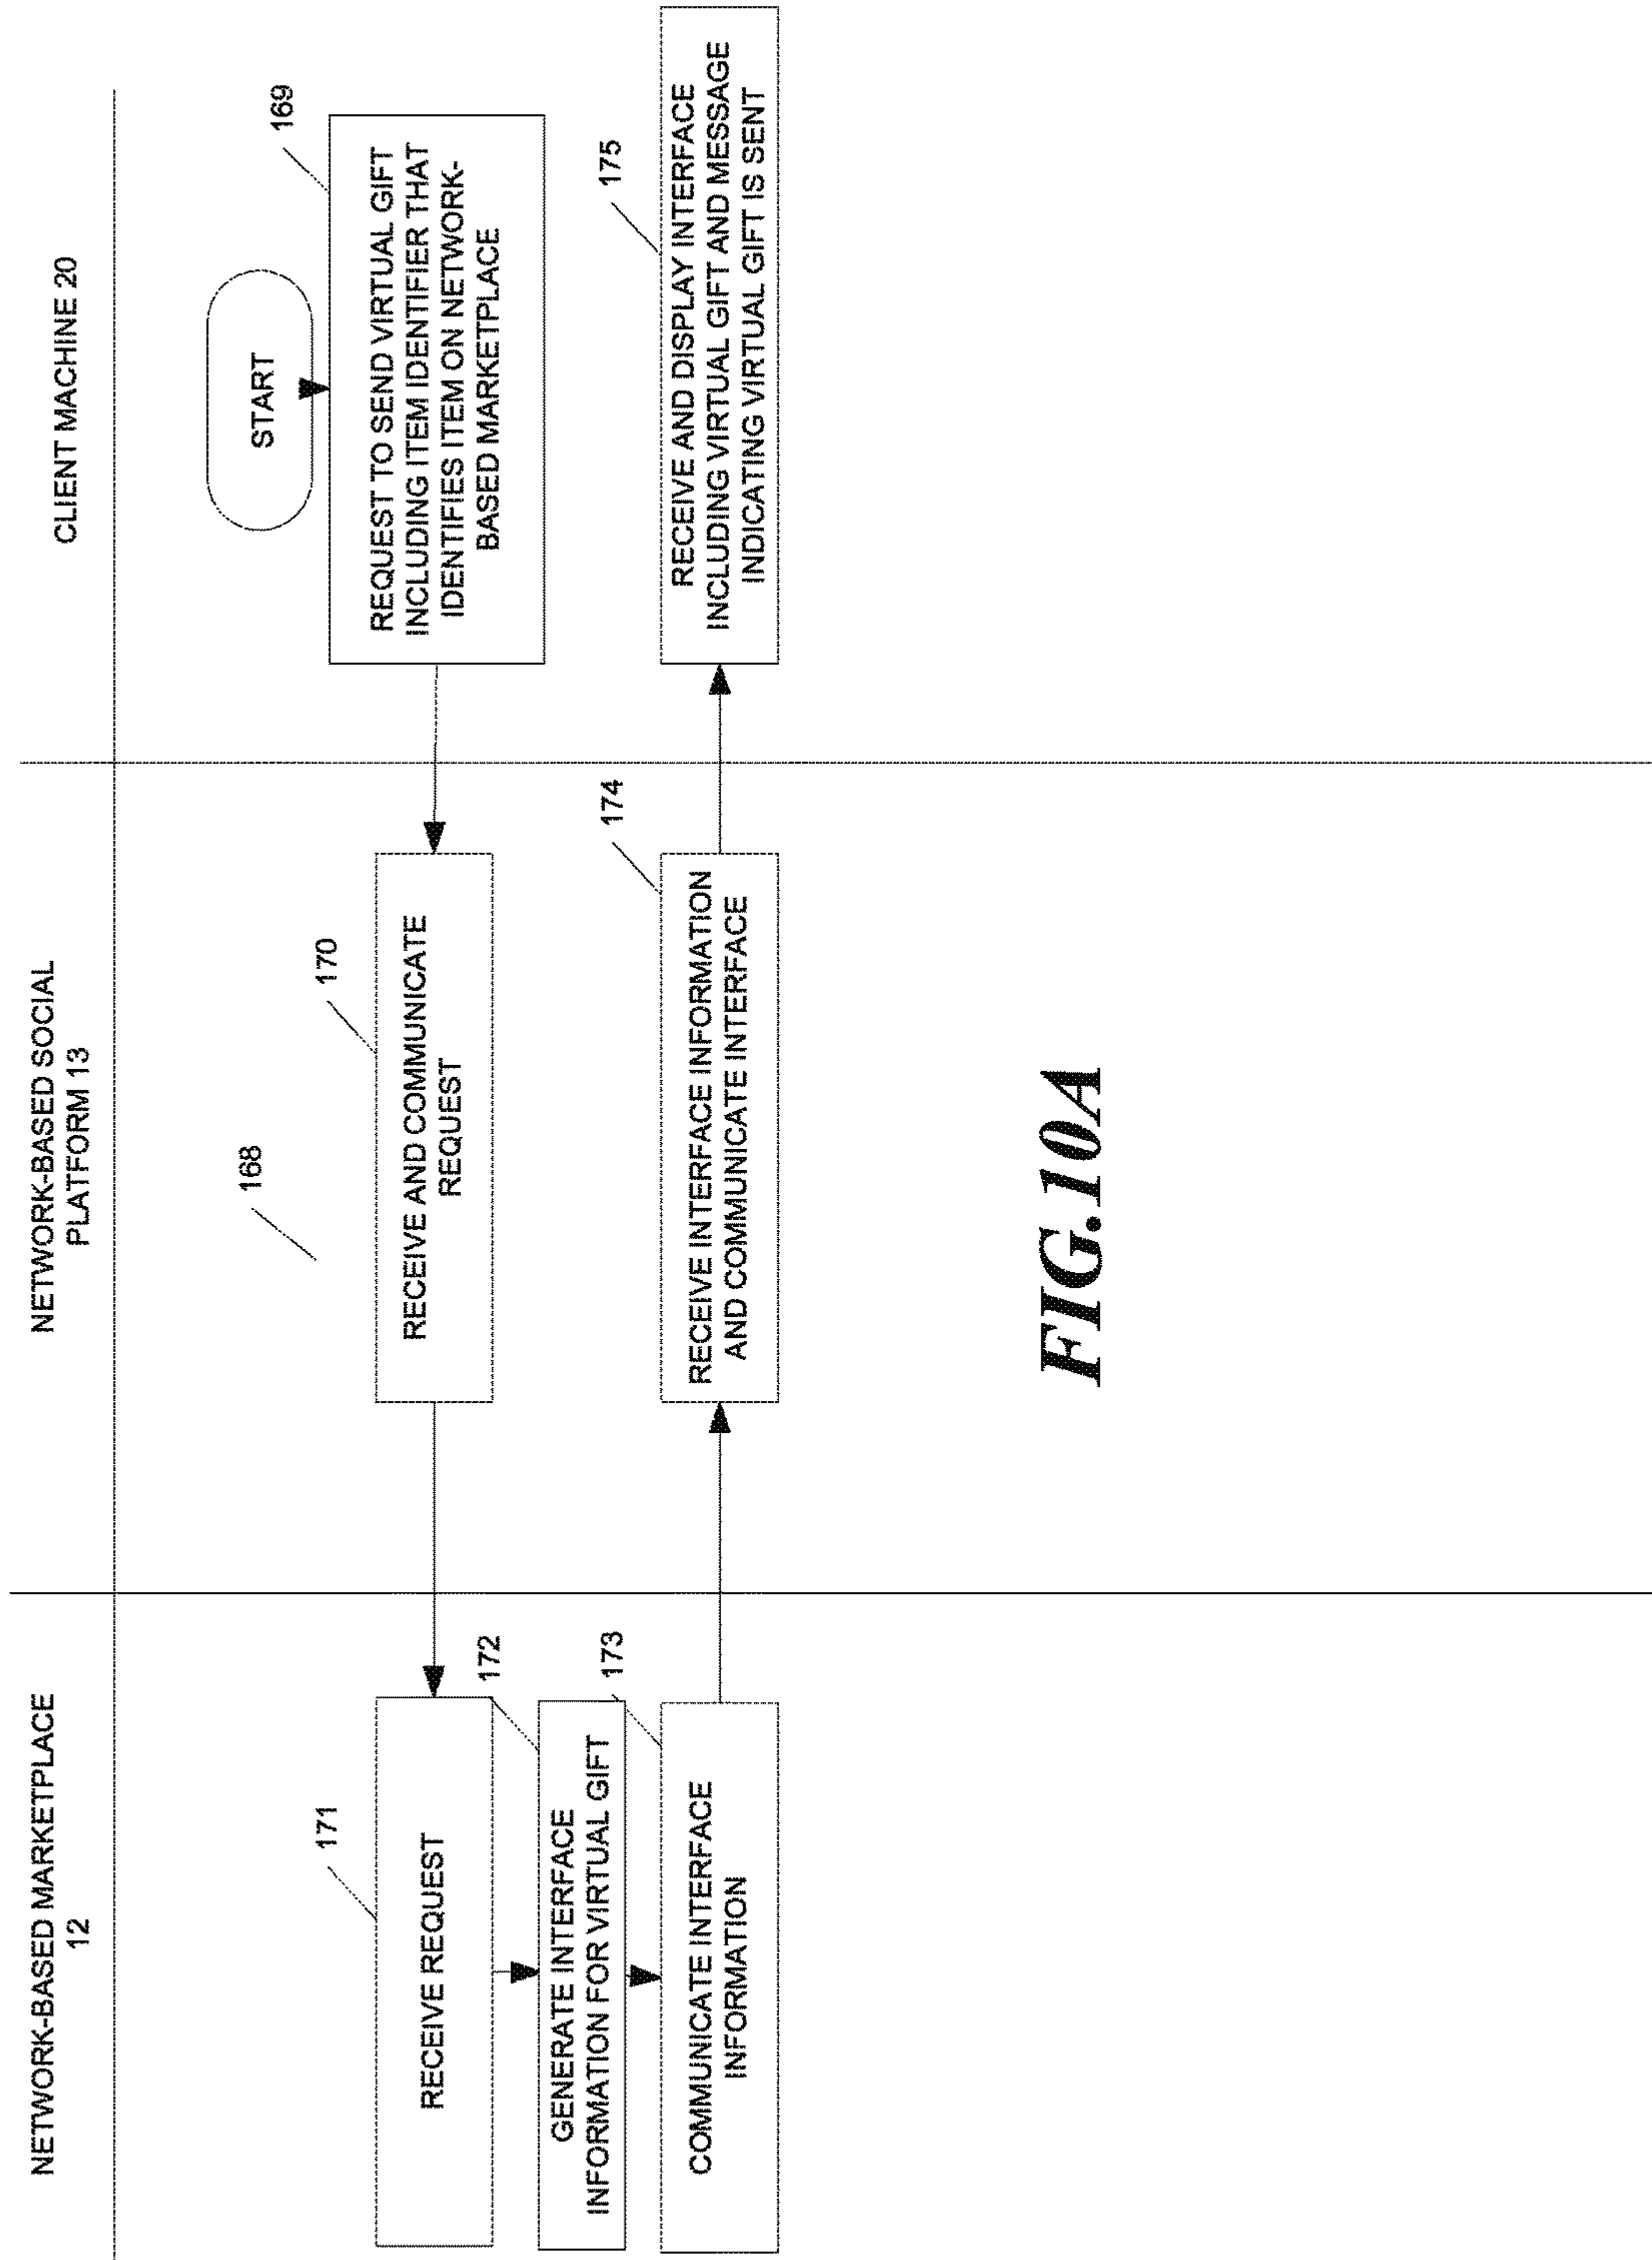 NETWORK-BASED MARKETPLACE
12
NETWORK-BASED SOCIAL
PLATFORM 13
CLIENT MACHINE 20
START
169
REQUEST TO SEND VIRTUAL GIFT
INCLUDING ITEM IDENTIFIER THAT
IDENTIFIES ITEM ON NETWORK-
BASED MARKETPLACE
168
170
RECEIVE AND COMMUNICATE
REQUEST
171
RECEIVE REQUEST
172
GENERATE INTERFACE
INFORMATION FOR VIRTUAL GIFT
173
COMMUNICATE INTERFACE
INFORMATION
174
RECEIVE INTERFACE INFORMATION
AND COMMUNICATE INTERFACE
175
RECEIVE AND DISPLAY INTERFACE
INCLUDING VIRTUAL GIFT AND MESSAGE
INDICATING VIRTUAL GIFT IS SENT
FIG.10A